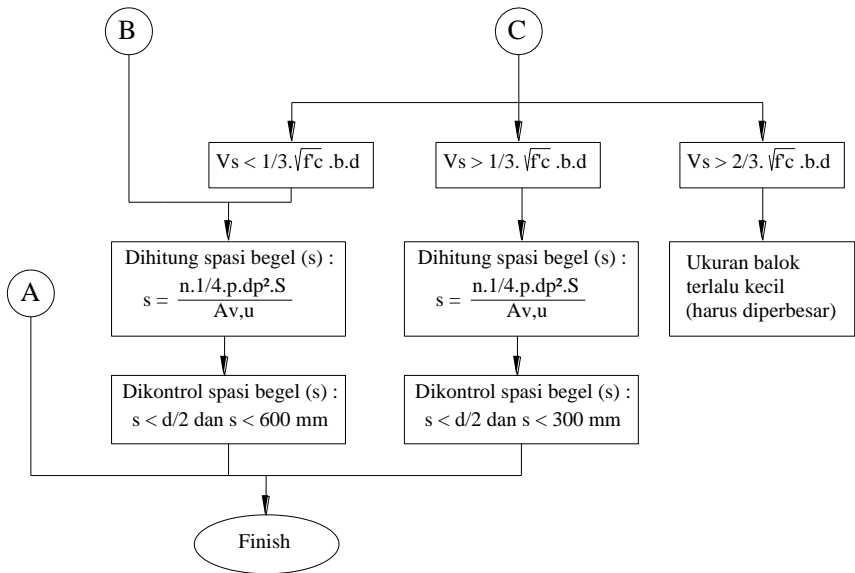 B
C
Vs < 1/3.√f'c .b.d
Vs > 1/3. √f'c .b.d
Vs > 2/3. √f'c .b.d
A
Dihitung spasi begel (s) :
s = n.1/4.p.dp².S
Av,u
Dihitung spasi begel (s) :
s = n.1/4.p.dp².S
Av,u
Ukuran balok
terlalu kecil
(harus diperbesar)
Dikontrol spasi begel (s) :
s < d/2 dan s < 600 mm
Dikontrol spasi begel (s) :
s < d/2 dan s < 300 mm
Finish